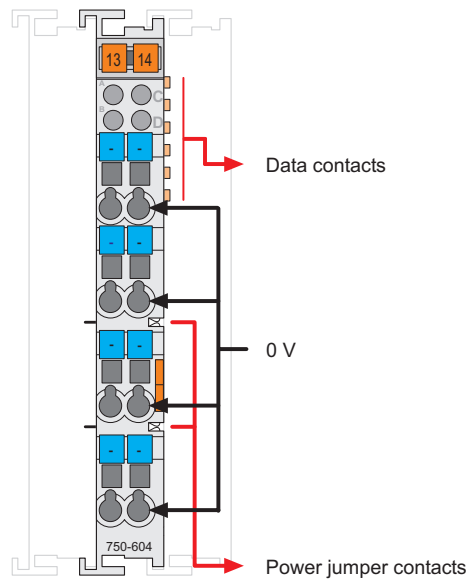 13 14
A
C
B
D
- -
Data contacts
- -
0 V
- -
- -
750-604
Power jumper contacts